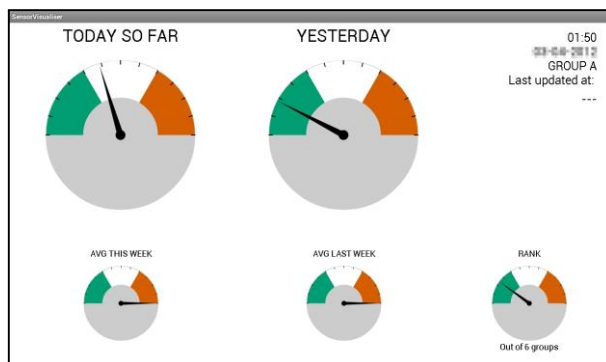 SensorVisualiser
TODAY SO FAR
YESTERDAY
01:50
GROUP A
Last updated at:
---
AVG THIS WEEK
AVG LAST WEEK
RANK
Out of 6 groups